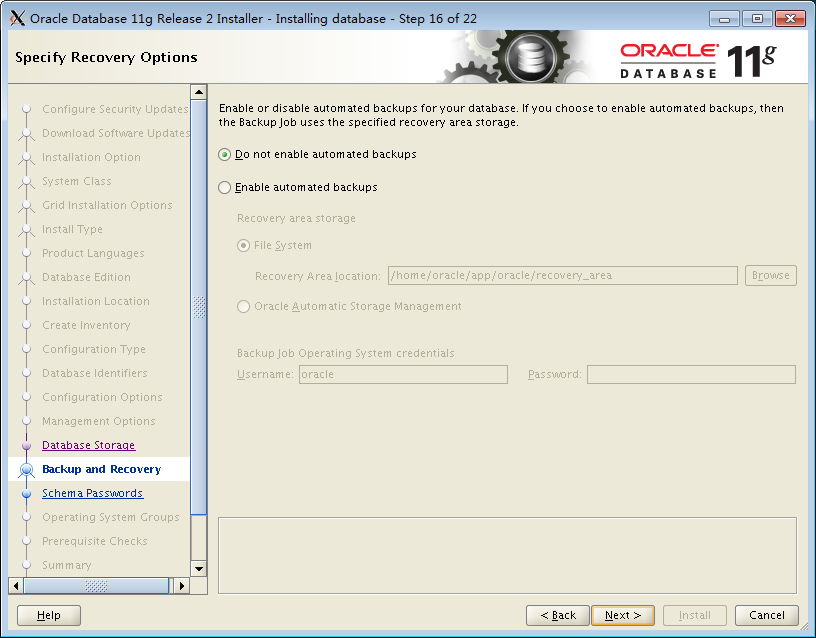 Oracle Database 11g Release 2 Installer - Installing database - Step 16 of 22
Specify Recovery Options
ORACLE
DATABASE 11g
Configure Security Updates
Download Software Updates
Installation Option
System Class
Grid Installation Options
Install Type
Product Languages
Database Edition
Installation Location
Create Inventory
Configuration Type
Database Identifiers
Configuration Options
Management Options
Database Storage
Backup and Recovery
Schema Passwords
Operating System Groups
Prerequisite Checks
Summary
Enable or disable automated backups for your database. If you choose to enable automated backups, then
the Backup Job uses the specified recovery area storage.
Do not enable automated backups
Enable automated backups
Recovery area storage
File System
Recovery Area location: /home/oracle/app/oracle/recovery_area Browse
Oracle Automatic Storage Management
Backup Job Operating System credentials
Username: oracle Password:
Help < Back Next > Install Cancel